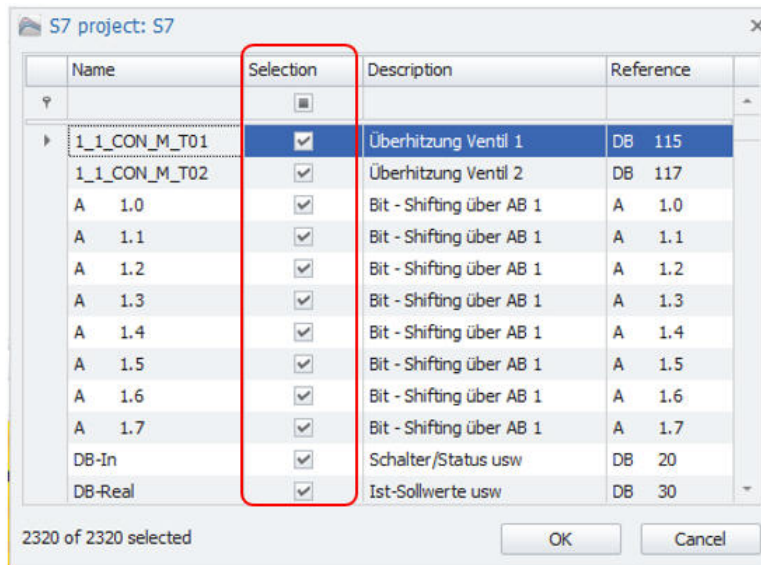 S7 project: S7
Name Selection Description Reference
1_1_CON_M_T01 Überhitzung Ventil 1 DB 115
1_1_CON_M_T02 Überhitzung Ventil 2 DB 117
A 1.0 Bit - Shifting über AB 1 A 1.0
A 1.1 Bit - Shifting über AB 1 A 1.1
A 1.2 Bit - Shifting über AB 1 A 1.2
A 1.3 Bit - Shifting über AB 1 A 1.3
A 1.4 Bit - Shifting über AB 1 A 1.4
A 1.5 Bit - Shifting über AB 1 A 1.5
A 1.6 Bit - Shifting über AB 1 A 1.6
A 1.7 Bit - Shifting über AB 1 A 1.7
DB-In Schalter/Status usw DB 20
DB-Real Ist-Sollwerte usw DB 30
2320 of 2320 selected OK Cancel